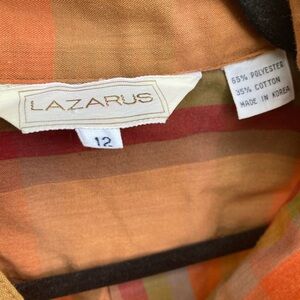 LAZARUS
12
65% POLYESTER
35% COTTON
MADE IN KOREA